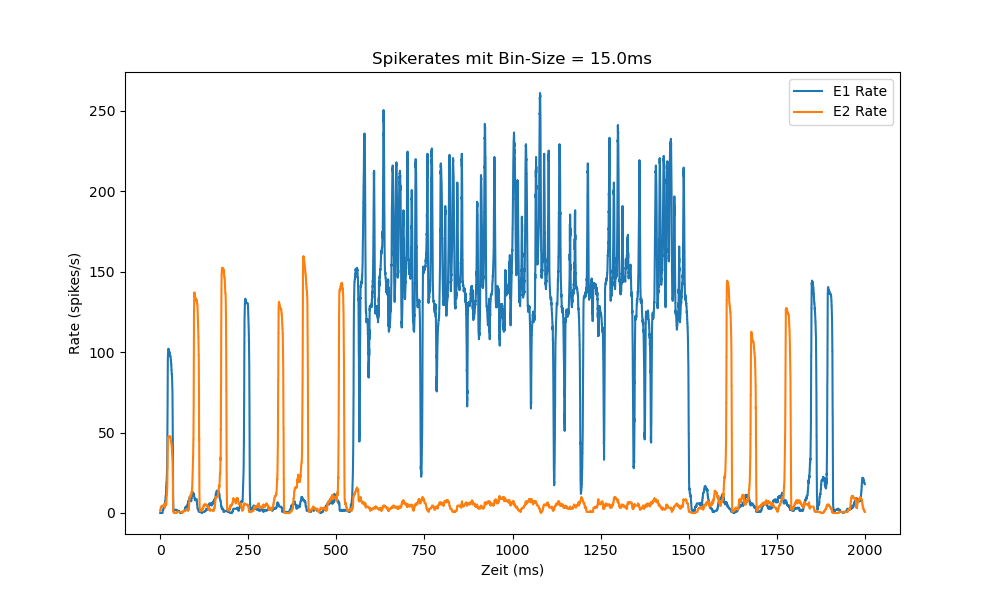 Spikerates mit Bin-Size = 15.0ms
E1 Rate
E2 Rate
Rate (spikes/s)
250
200
150
100
50
0
0 250 500 750 1000 1250 1500 1750 2000
Zeit (ms)